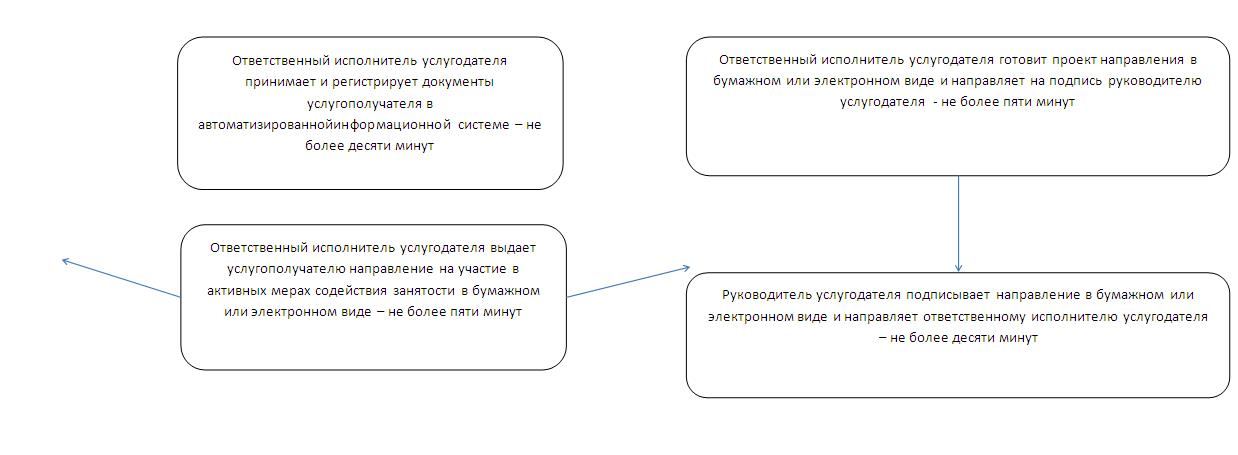 Ответственный исполнитель услугодателя
принимает и регистрирует документы
услугополучателя в
автоматизированнойинформационной системе – не
более десяти минут
Ответственный исполнитель услугодателя готовит проект направления в
бумажном или электронном виде и направляет на подпись руководителю
услугодателя - не более пяти минут
Ответственный исполнитель услугодателя выдает
услугополучателю направление на участие в
активных мерах содействия занятости в бумажном
или электронном виде – не более пяти минут
Руководитель услугодателя подписывает направление в бумажном или
электронном виде и направляет ответственному исполнителю услугодателя
– не более десяти минут